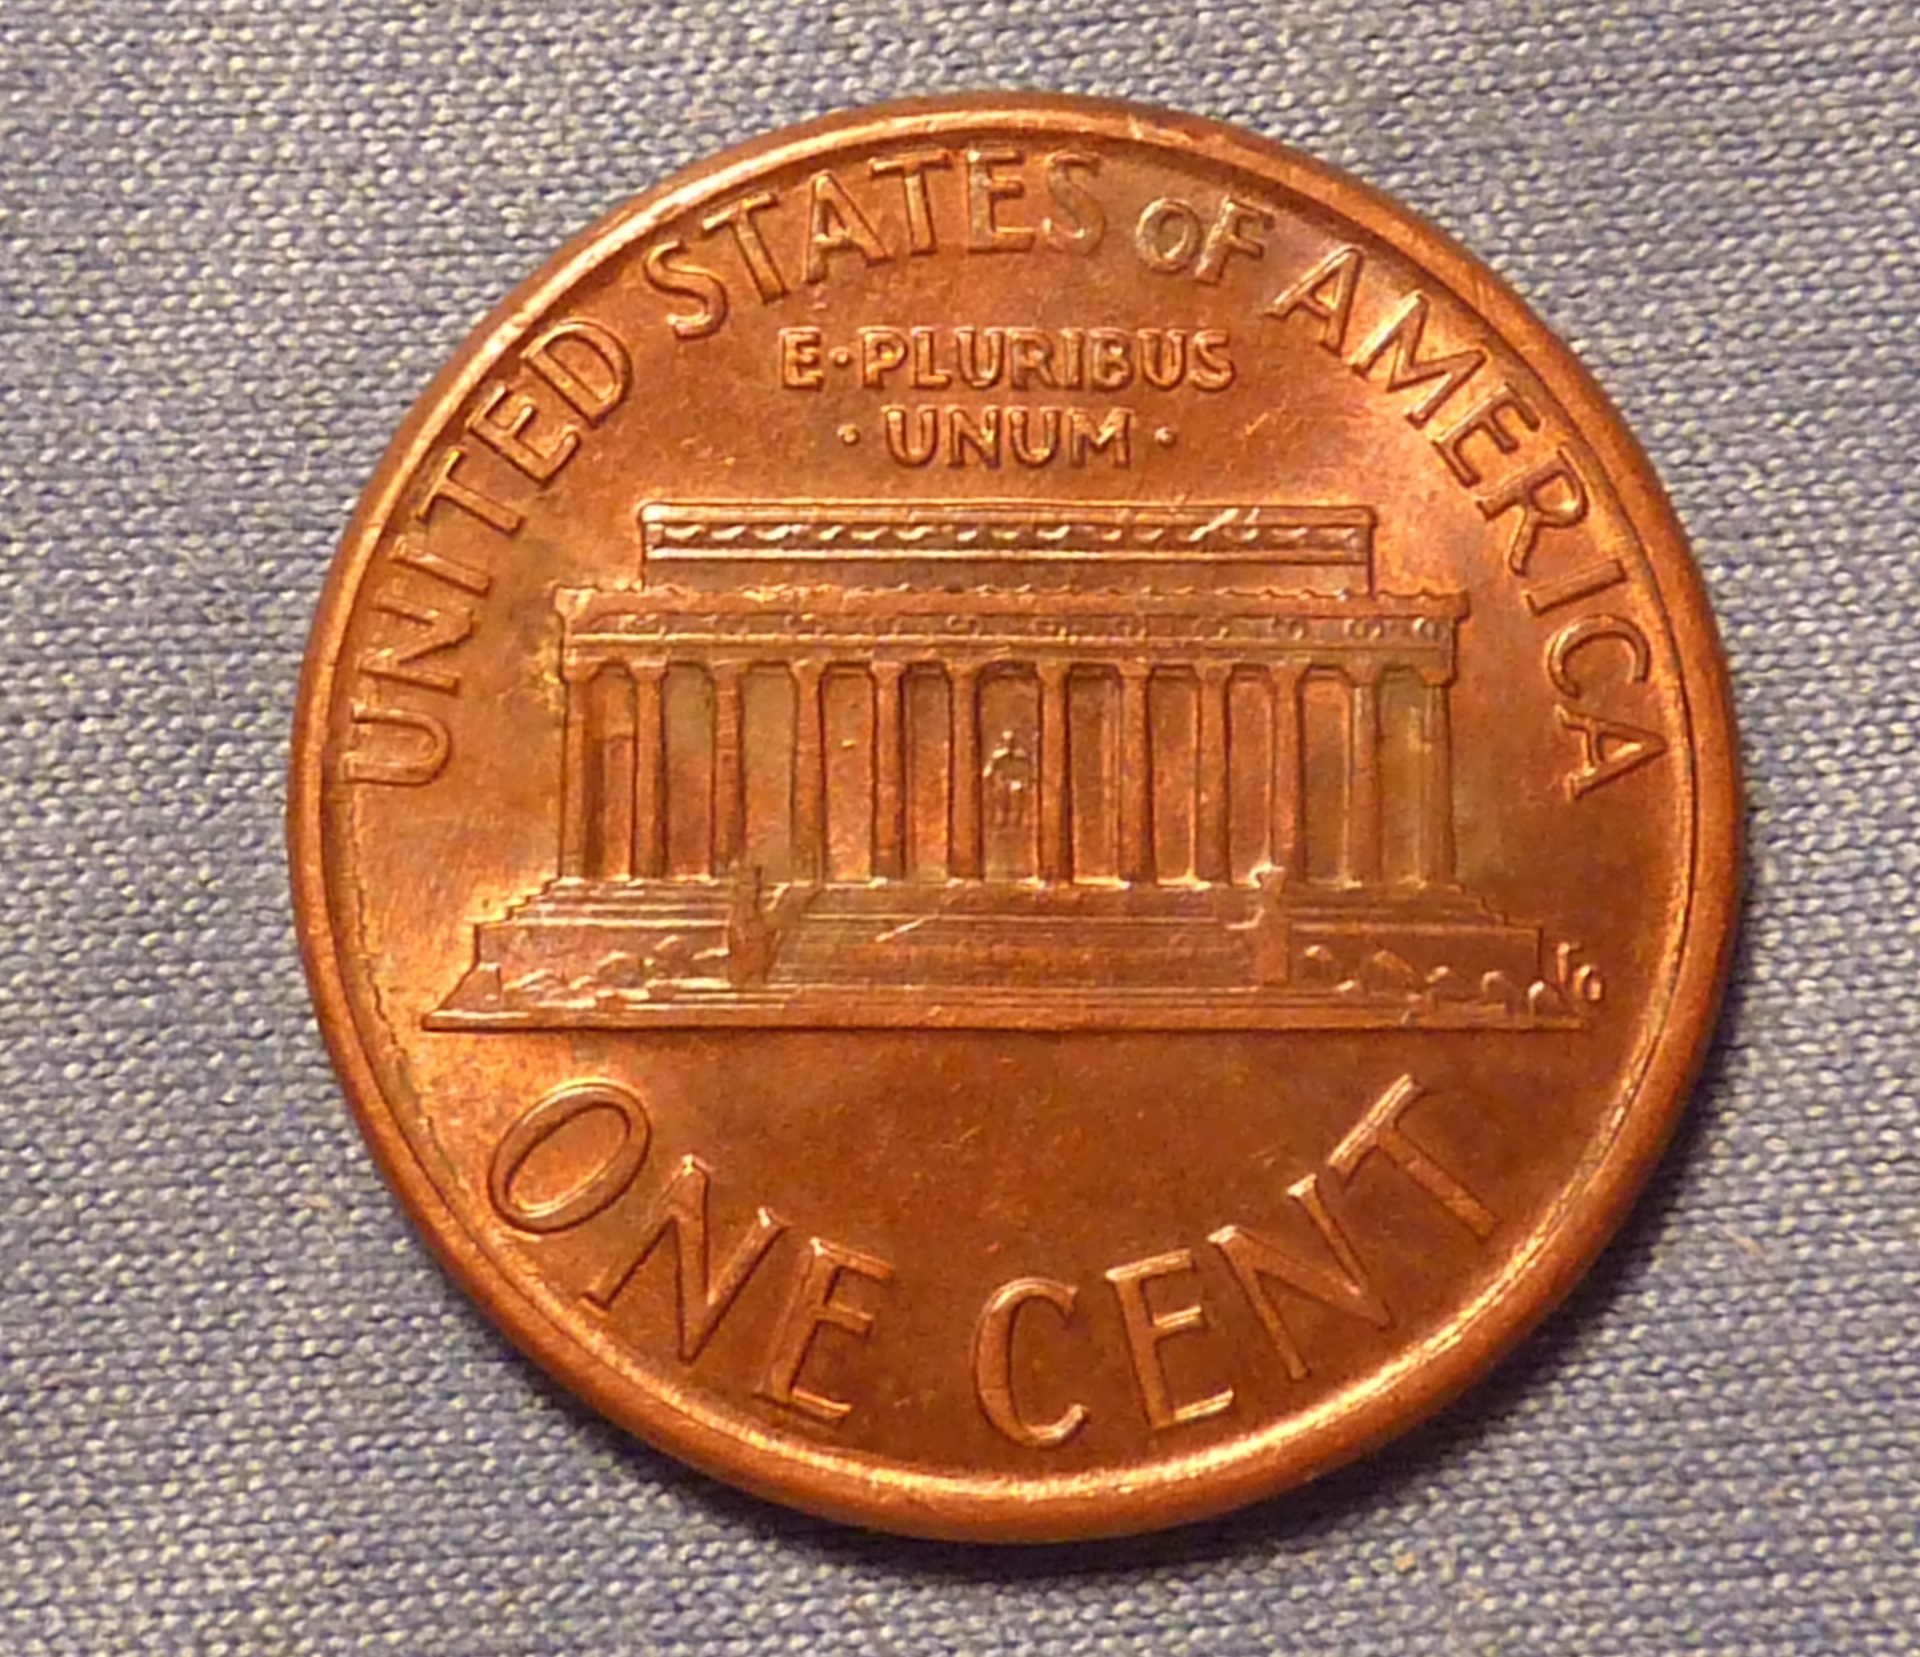 UNITED STATES OF AMERICA
E·PLURIBUS
·UNUM·
ONE CENT